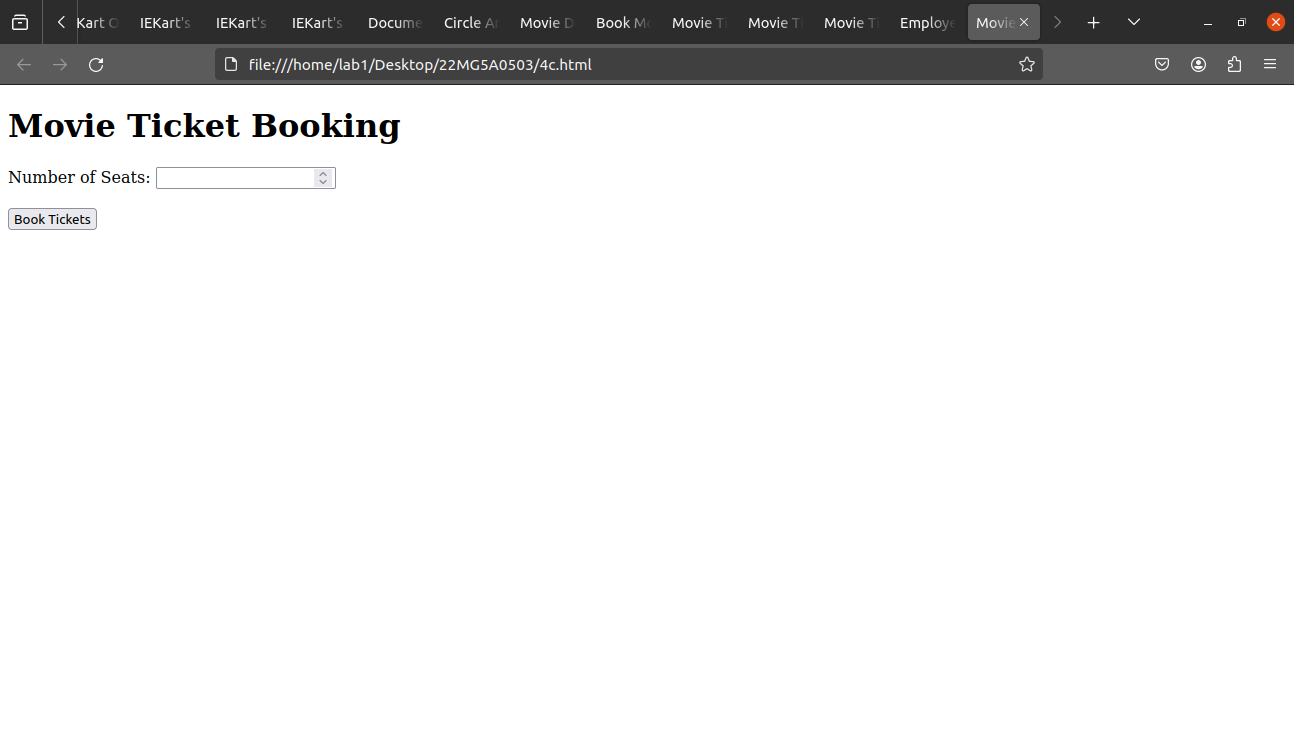 Kart O IEKart's IEKart's IEKart's Docume Circle A Movie D Book Mo Movie Ti Movie Ti Movie Ti Employe Movie
file:///home/lab1/Desktop/22MG5A0503/4c.html
Movie Ticket Booking
Number of Seats:
Book Tickets